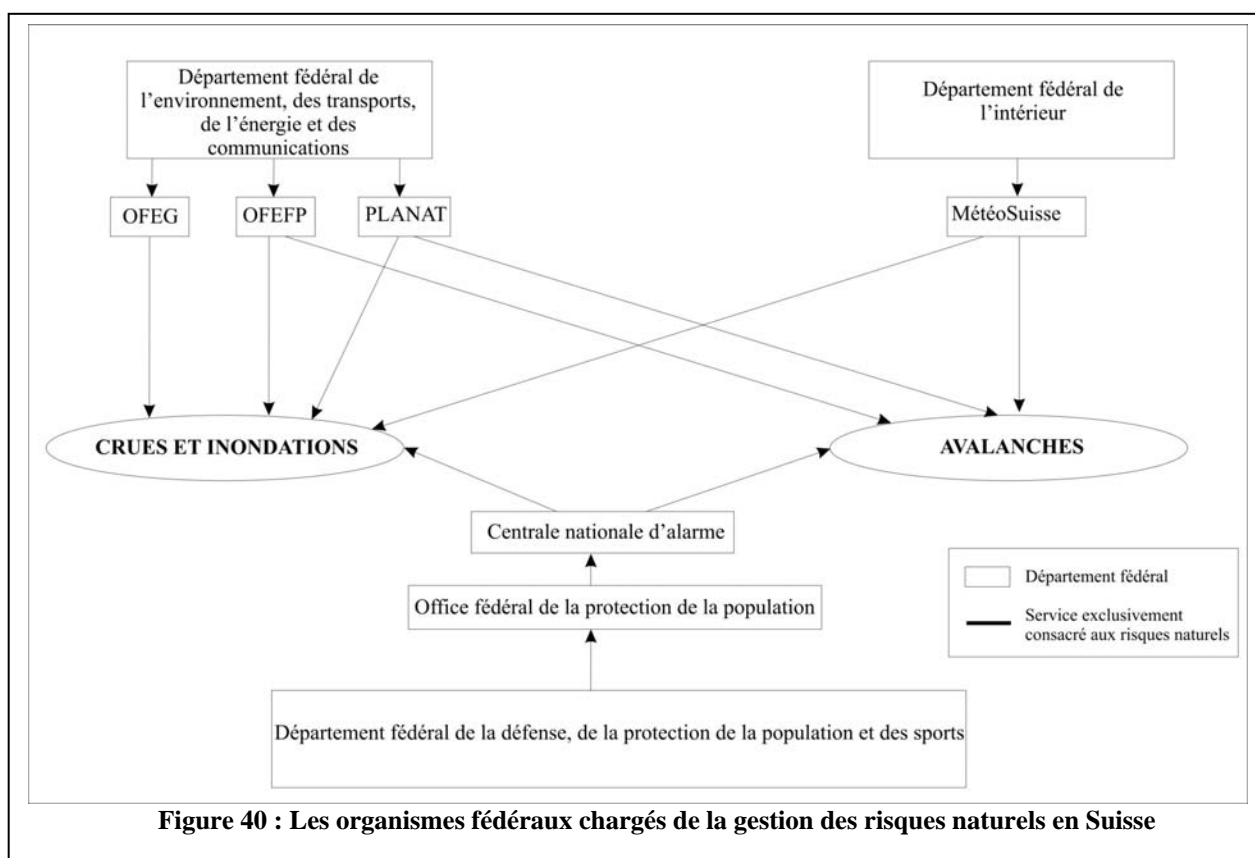 Département fédéral de
l'environnement, des transports,
de l'énergie et des
communications
Département fédéral de
l'intérieur
OFEG
OFEFP
PLANAT
MétéoSuisse
CRUES ET INONDATIONS
AVALANCHES
Centrale nationale d'alarme
Office fédéral de la protection de la population
Département fédéral
Service exclusivement
consacré aux risques naturels
Département fédéral de la défense, de la protection de la population et des sports
Figure 40 : Les organismes fédéraux chargés de la gestion des risques naturels en Suisse